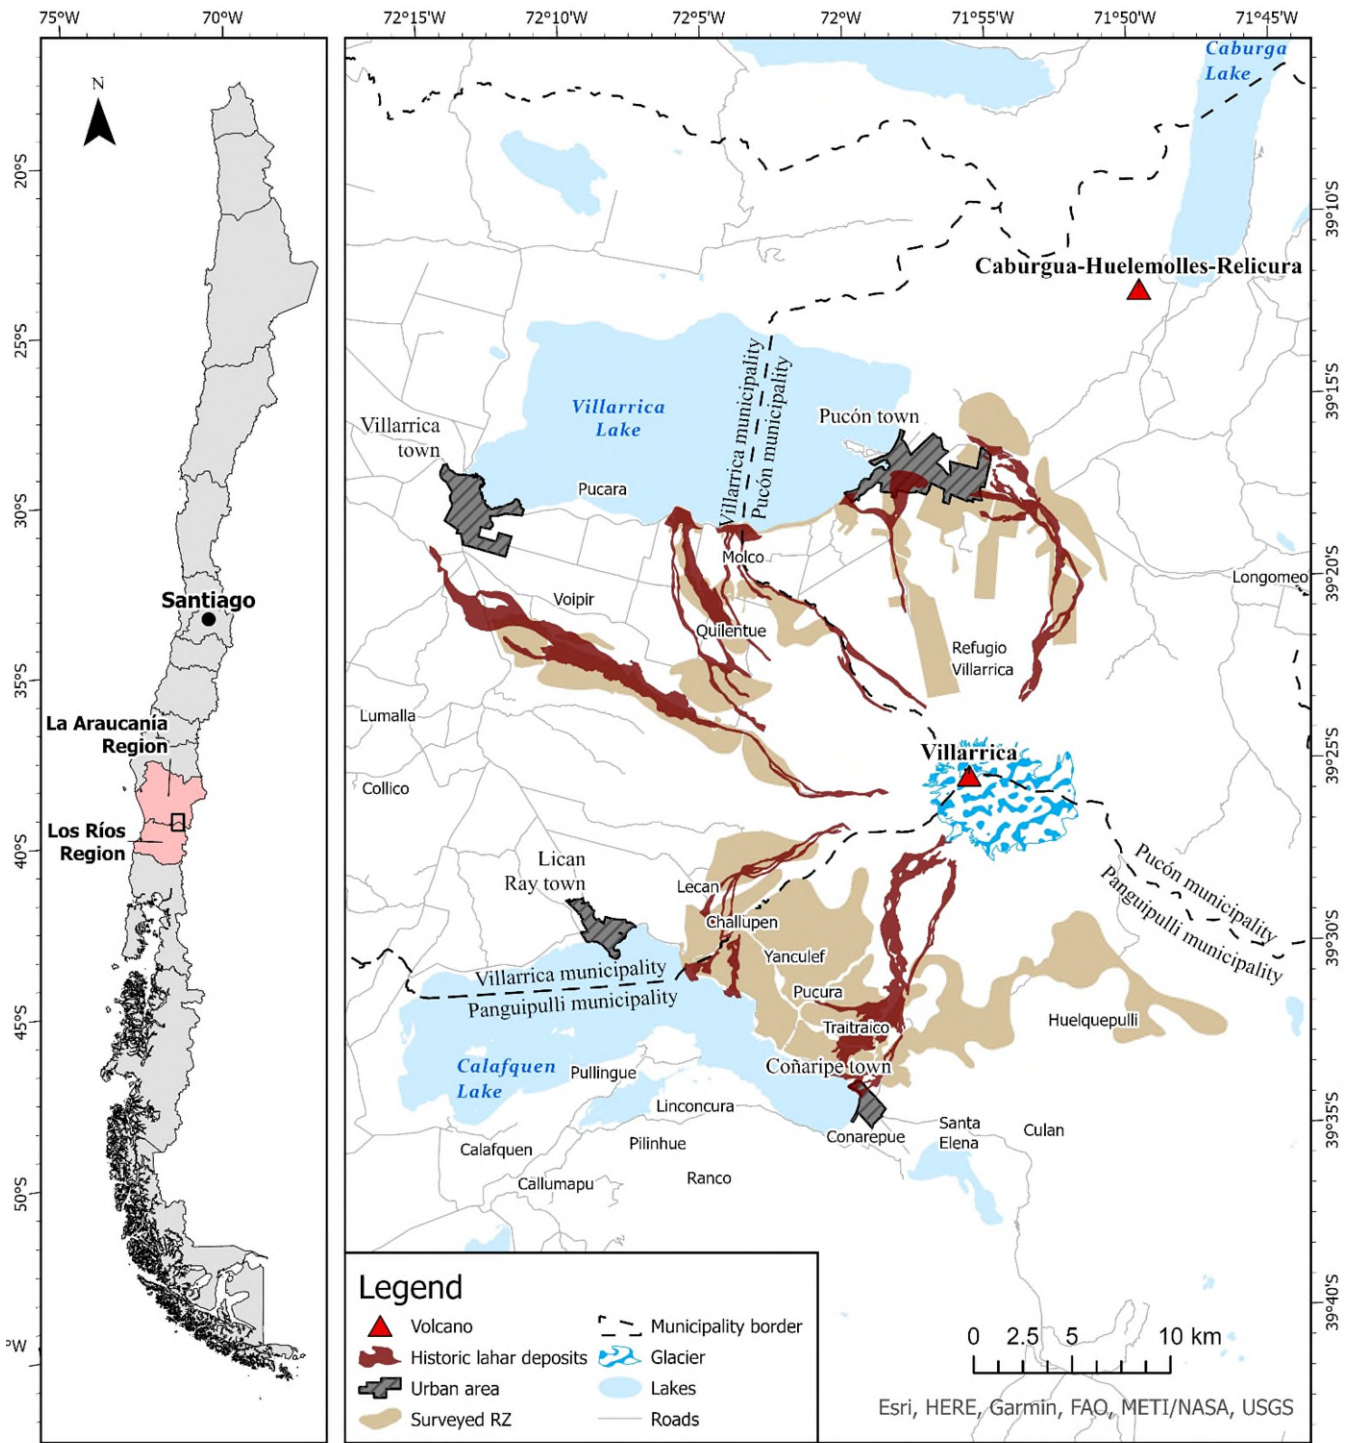 75°W
70°W
72°15'W
72°10'W
72°5'W
72°W
71°55'W
71°50'W
71°45'W
N
20°S
25°S
30°S
35°S
40°S
45°S
50°S
°W
Santiago
La Araucanía
Region
Los Ríos
Region
39°10'S
39°15'S
39°20'S
39°25'S
39°30'S
39°35'S
39°40'S
Caburga
Lake
Caburgua-Huelemolles-Relicura
Villarrica
Lake
Villarrica municipality
Pucón municipality
Villarrica
town
Pucón town
Pucara
Molco
Longomeo
Voipir
Quilentue
Refugio
Villarrica
Lumalla
Villarrica
Collico
Pucón municipality
Panguipulli municipality
Lican
Ray town
Lecan
Challupen
Yanculef
Villarrica municipality
Panguipulli municipality
Pucura
Traitraico
Huelquepulli
Calafquen
Lake
Pullingue
Coñaripe town
Linconcura
Conarepue
Santa
Elena
Culan
Calafquen
Pilinhue
Callumapu
Ranco
Legend
Volcano
Historic lahar deposits
Urban area
Surveyed RZ
Municipality border
Glacier
Lakes
Roads
0 2.5 5 10 km
Esri, HERE, Garmin, FAO, METI/NASA, USGS